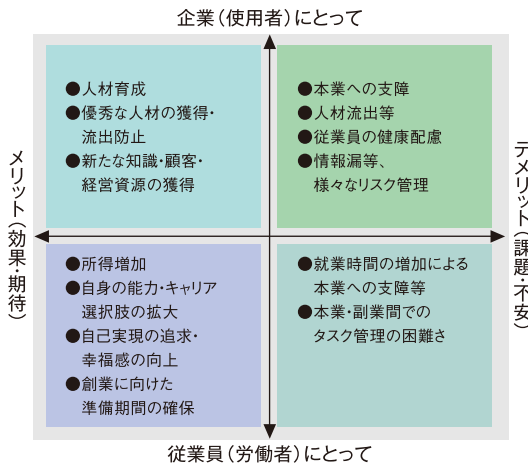 企業（使用者）にとって
メリット（効果・期待）
●人材育成
●優秀な人材の獲得・
流出防止
●新たな知識・顧客・
経営資源の獲得
●本業への支障
●人材流出等
●従業員の健康配慮
●情報漏等、
様々なリスク管理
デメリット（課題・不安）
●所得増加
●自身の能力・キャリア
選択肢の拡大
●自己実現の追求・
幸福感の向上
●創業に向けた
準備期間の確保
●就業時間の増加による
本業への支障等
●本業・副業間での
タスク管理の困難さ
従業員（労働者）にとって